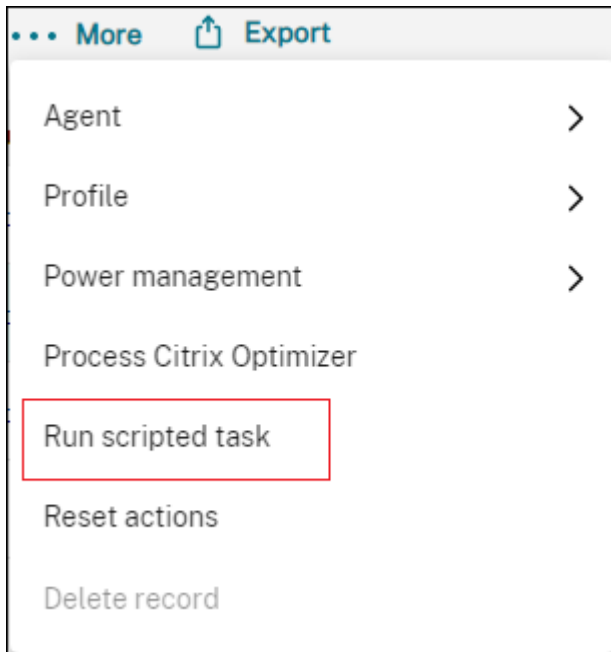 ••• More Export
Agent
Profile
Power management
Process Citrix Optimizer
Run scripted task
Reset actions
Delete record